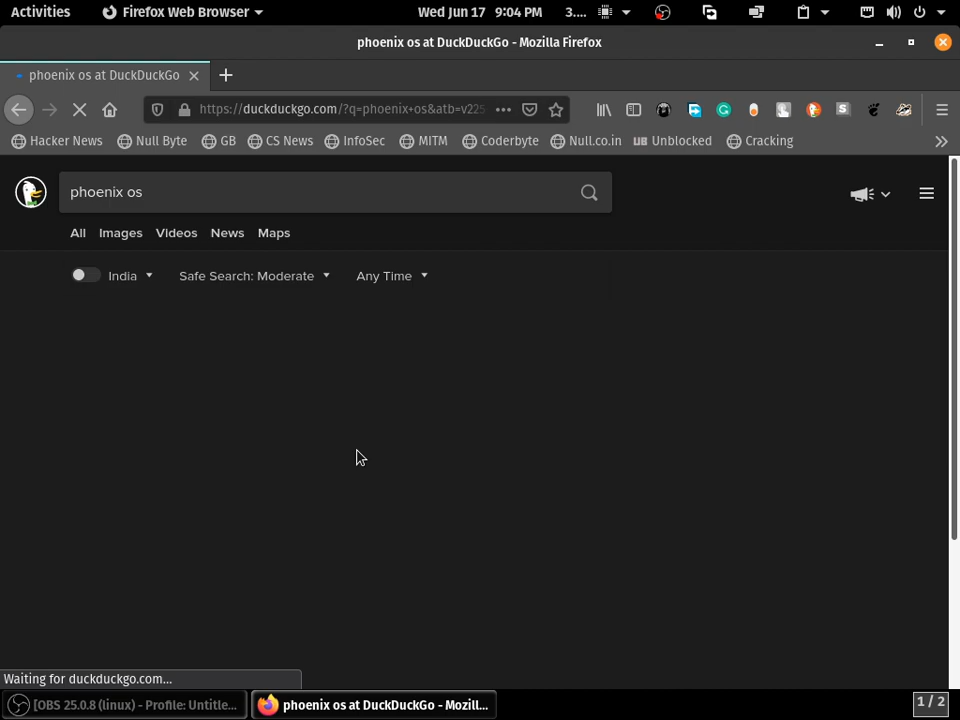 Activities Firefox Web Browser Wed Jun 17 9:04 PM 3....
phoenix os at DuckDuckGo - Mozilla Firefox
phoenix os at DuckDuckGo
https://duckduckgo.com/?q=phoenix+os&atb=v225
Hacker News Null Byte GB CS News InfoSec MITM Coderbyte Null.co.in UB Unblocked Cracking
phoenix os
All Images Videos News Maps
India Safe Search: Moderate Any Time
Waiting for duckduckgo.com...
[OBS 25.0.8 (linux) - Profile: Untitle... phoenix os at DuckDuckGo - Mozill... 1 / 2